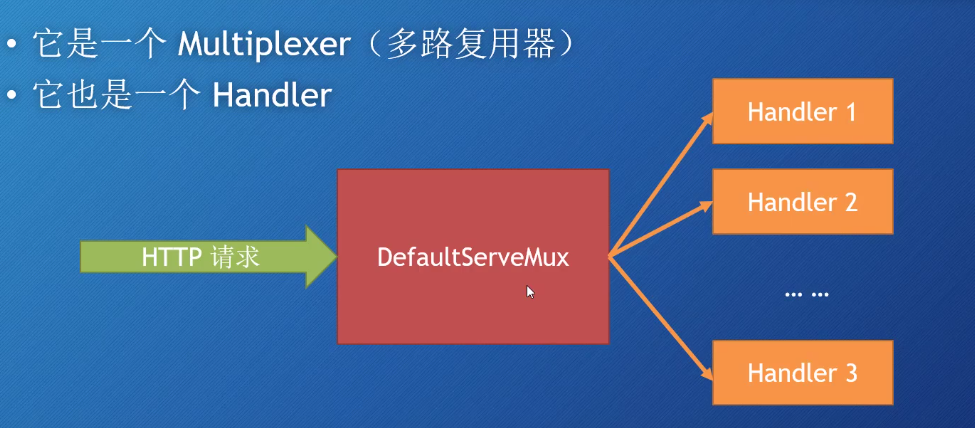 • 它是一个 Multiplexer（多路复用器）
• 它也是一个 Handler
Handler 1
Handler 2
HTTP 请求
DefaultServeMux
... ...
Handler 3